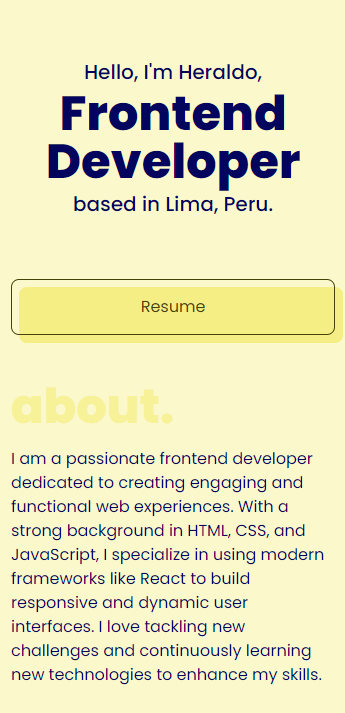 Hello, I'm Heraldo,
Frontend
Developer
based in Lima, Peru.
Resume
about.
I am a passionate frontend developer
dedicated to creating engaging and
functional web experiences. With a
strong background in HTML, CSS, and
JavaScript, I specialize in using modern
frameworks like React to build
responsive and dynamic user
interfaces. I love tackling new
challenges and continuously learning
new technologies to enhance my skills.